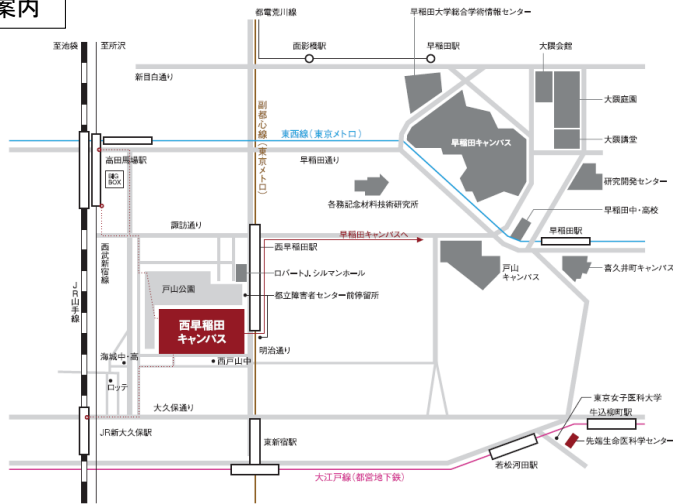 案内
都電荒川線
早稲田大学総合学術情報センター
至池袋
至所沢
面影橋駅
早稲田駅
大隈会館
新目白通り
大隈庭園
副都心線(東京メトロ)
東西線(東京メトロ)
早稲田キャンパス
大隈講堂
高田馬場駅
早稲田通り
BIG
BOX
研究開発センター
各務記念材料技術研究所
早稲田中・高校
諏訪通り
早稲田キャンパスへ
早稲田駅
西早稲田駅
西武新宿線
ロバートJ.シルマンホール
戸山
キャンパス
喜久井町キャンパス
JR山手線
戸山公園
都立障害者センター前停留所
西早稲田
キャンパス
明治通り
海城中・高
西戸山中
ロッテ
大久保通り
東京女子医科大学
牛込柳町駅
JR新大久保駅
東新宿駅
先端生命医科学センター
若松河田駅
大江戸線(都営地下鉄)